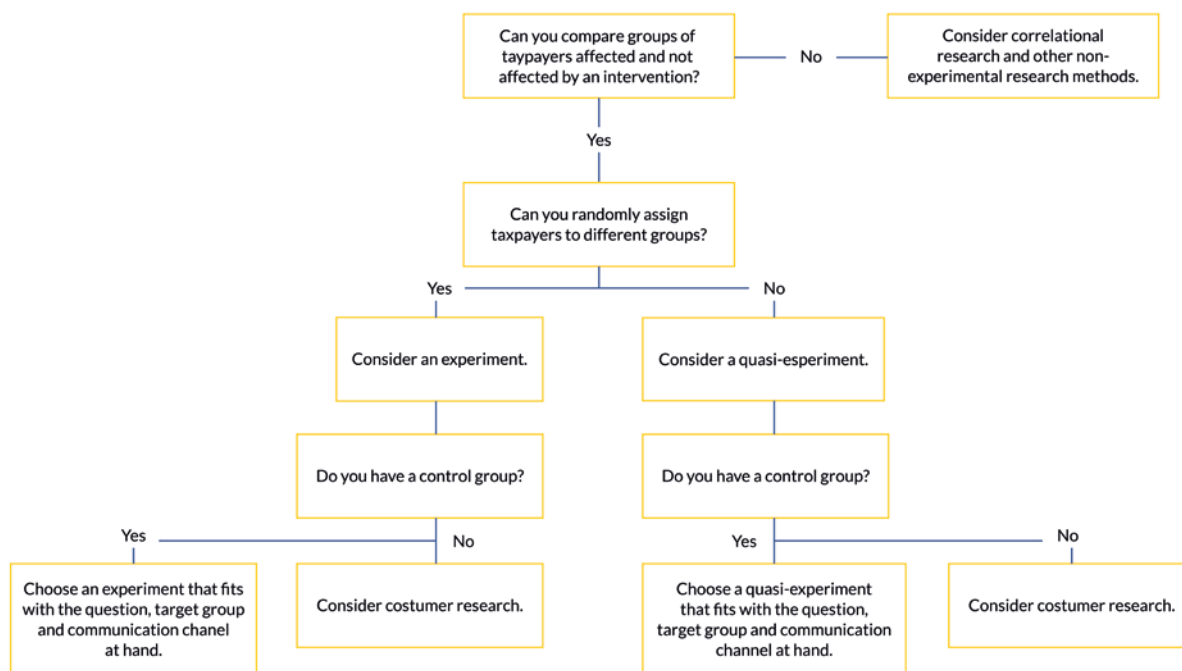 Can you compare groups of
taypayers affected and not
affected by an intervention?
No
Consider correlational
research and other non-
experimental research methods.
Yes
Can you randomly assign
taxpayers to different groups?
Yes
No
Consider an experiment.
Consider a quasi-esperiment.
Do you have a control group?
Do you have a control group?
Yes
No
Yes
No
Choose an experiment that fits
with the question, target group
and communication chanel
at hand.
Consider costumer research.
Choose a quasi-experiment
that fits with the question,
target group and communication
channel at hand.
Consider costumer research.